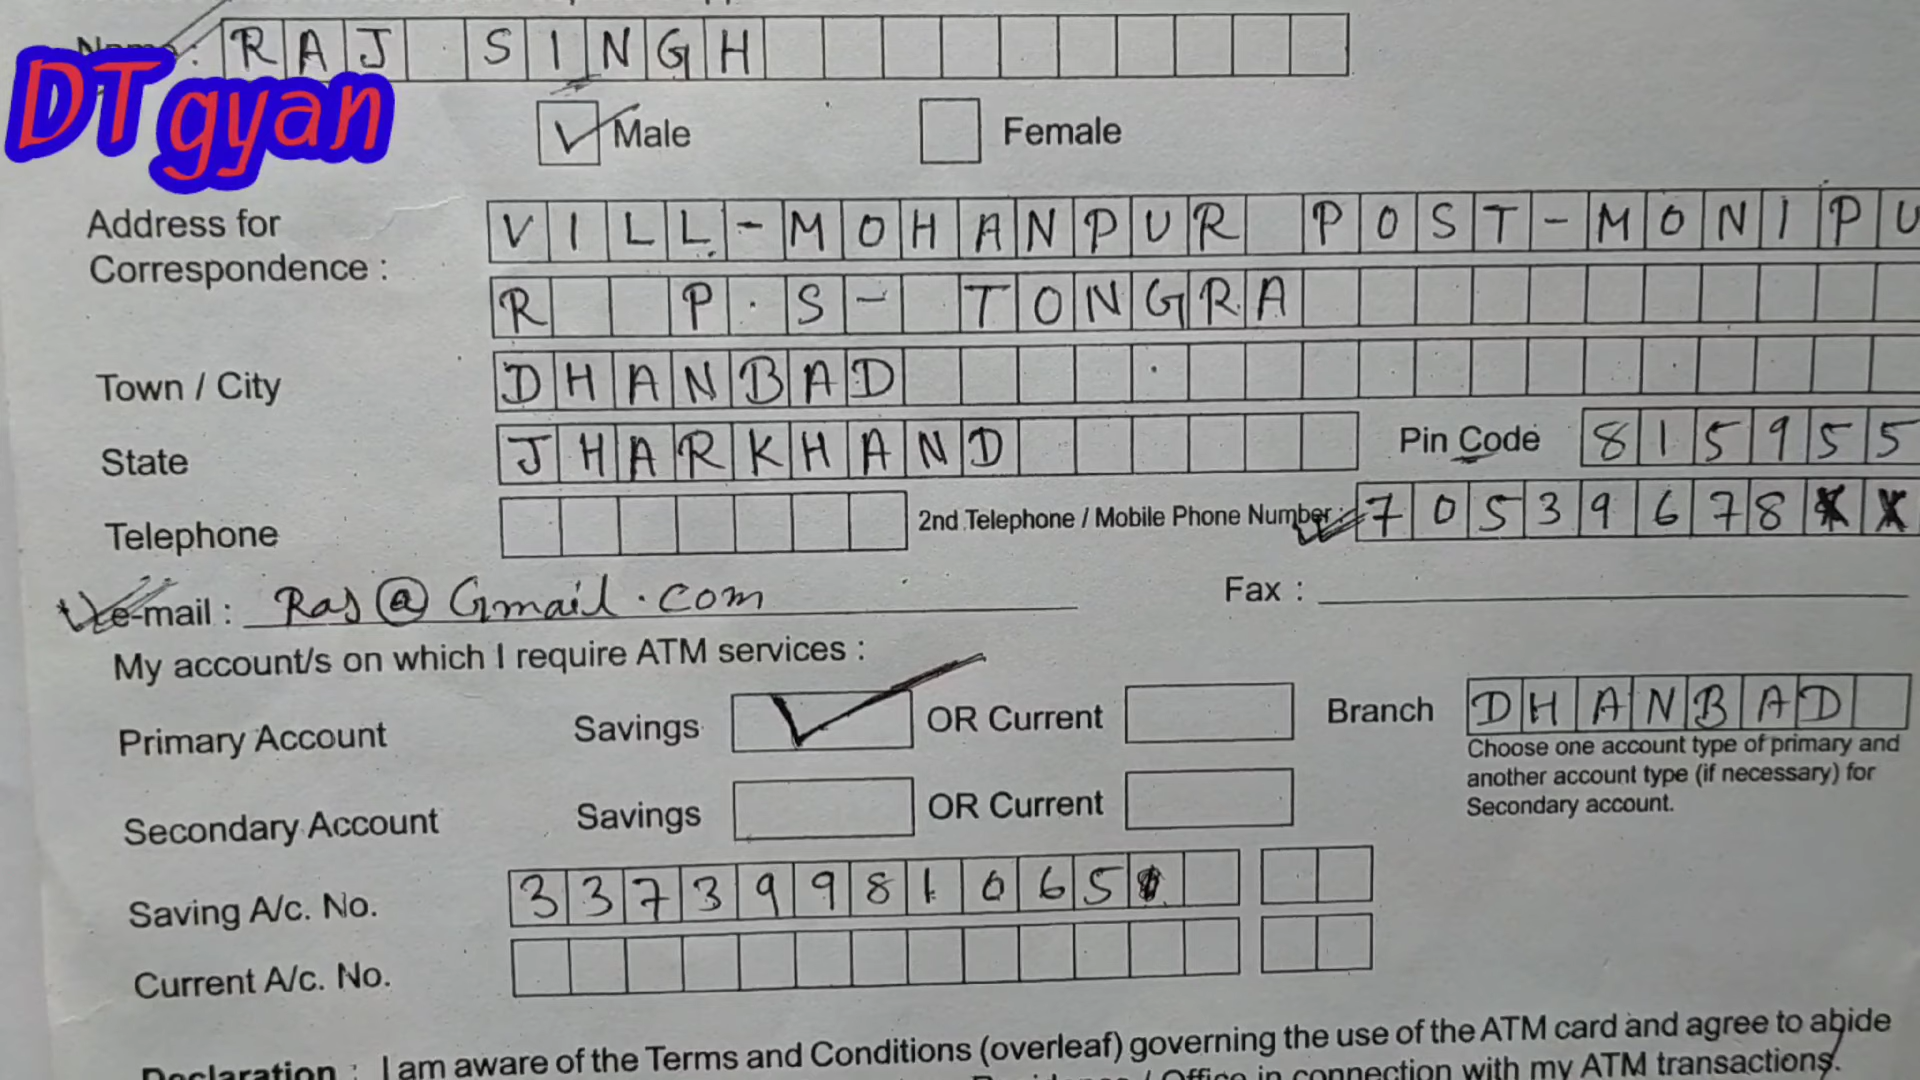 Name : RAJ SINGH
DT gyan
Male Female
Address for Correspondence : VILL-MOHANPUR POST-MONIPU
R P.S- TONGRA
Town / City DHANBAD
State JHARKHAND Pin Code 815955
Telephone 2nd Telephone / Mobile Phone Number : 70539678
e-mail : Raj@Gmail.com Fax :
My account/s on which I require ATM services :
Primary Account Savings OR Current Branch DHANBAD
Choose one account type of primary and
another account type (if necessary) for
Secondary account.
Secondary Account Savings OR Current
Saving A/c. No. 33739981065
Current A/c. No.
Declaration : I am aware of the Terms and Conditions (overleaf) governing the use of the ATM card and agree to abide
Office in connection with my ATM transactions.